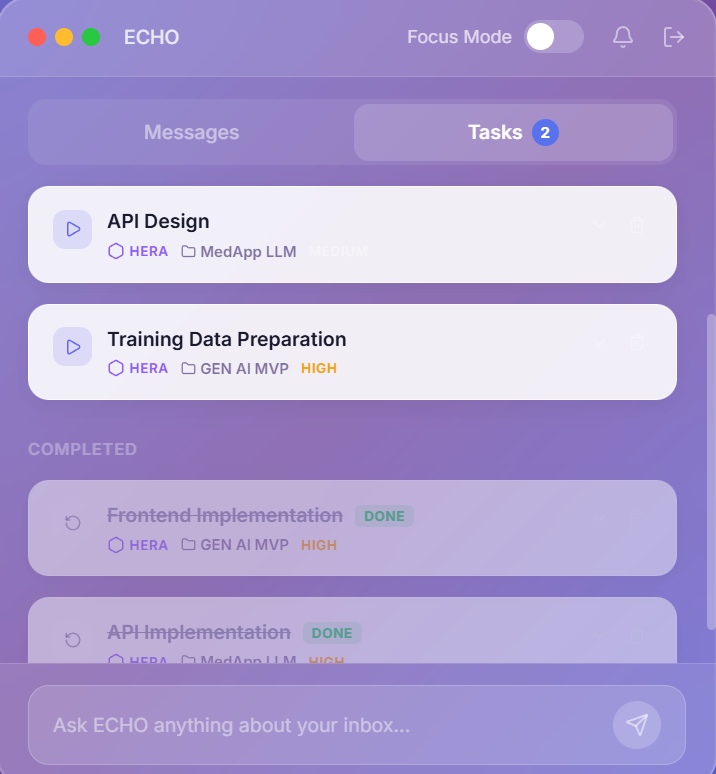 ECHO
Focus Mode
Messages
Tasks 2
API Design
HERA MedApp LLM MEDIUM
Training Data Preparation
HERA GEN AI MVP HIGH
COMPLETED
Frontend Implementation DONE
HERA GEN AI MVP HIGH
API Implementation DONE
HERA MedApp LLM HIGH
Ask ECHO anything about your inbox...